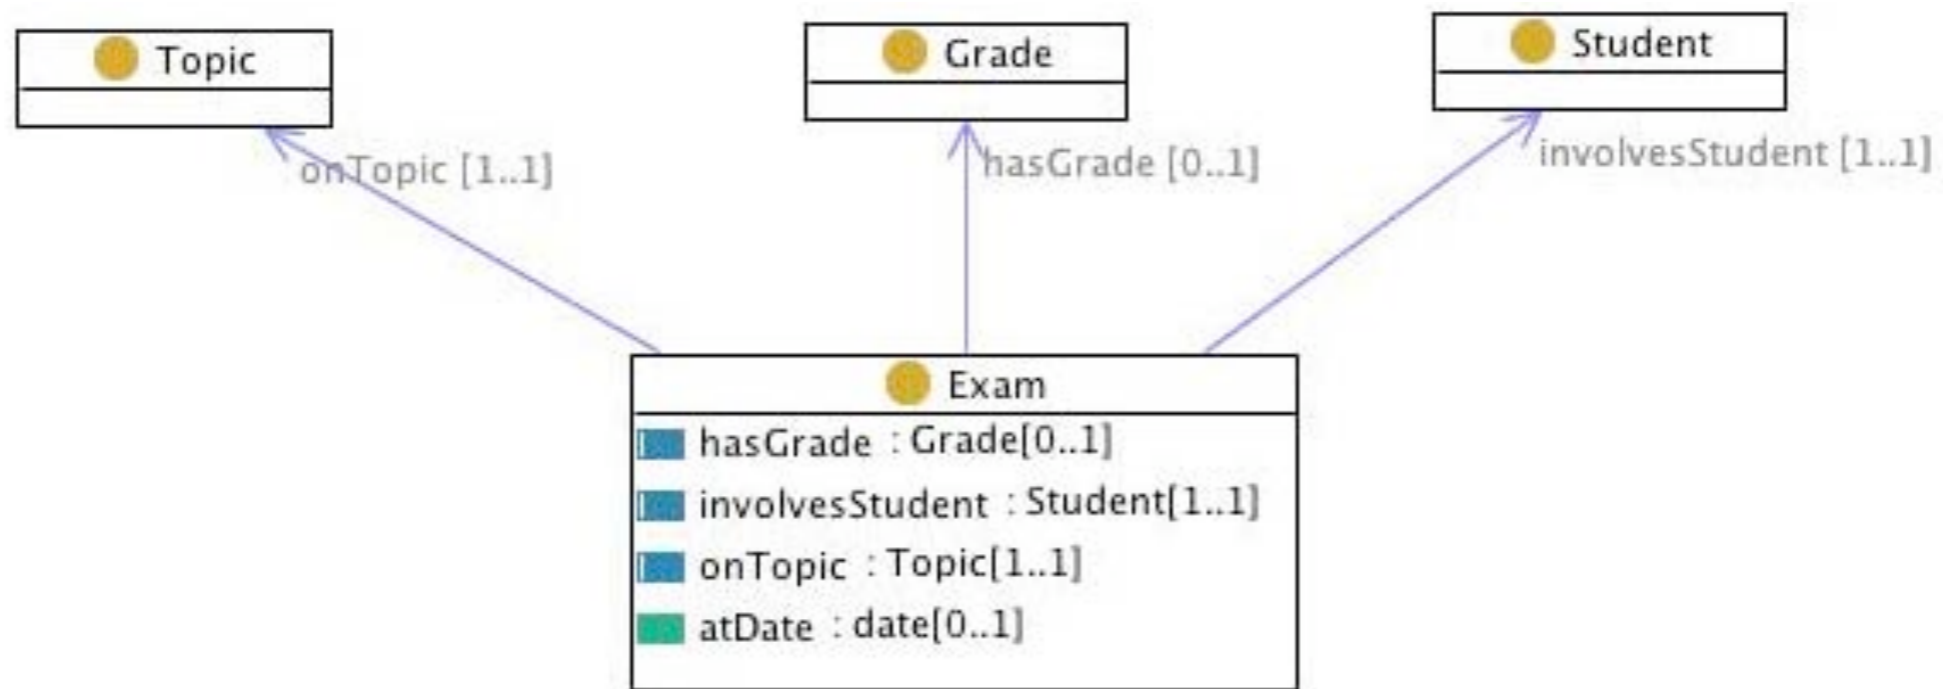 Topic
Grade
Student
onTopic [1..1]
hasGrade [0..1]
involvesStudent [1..1]
Exam
hasGrade : Grade[0..1]
involvesStudent : Student[1..1]
onTopic : Topic[1..1]
atDate : date[0..1]